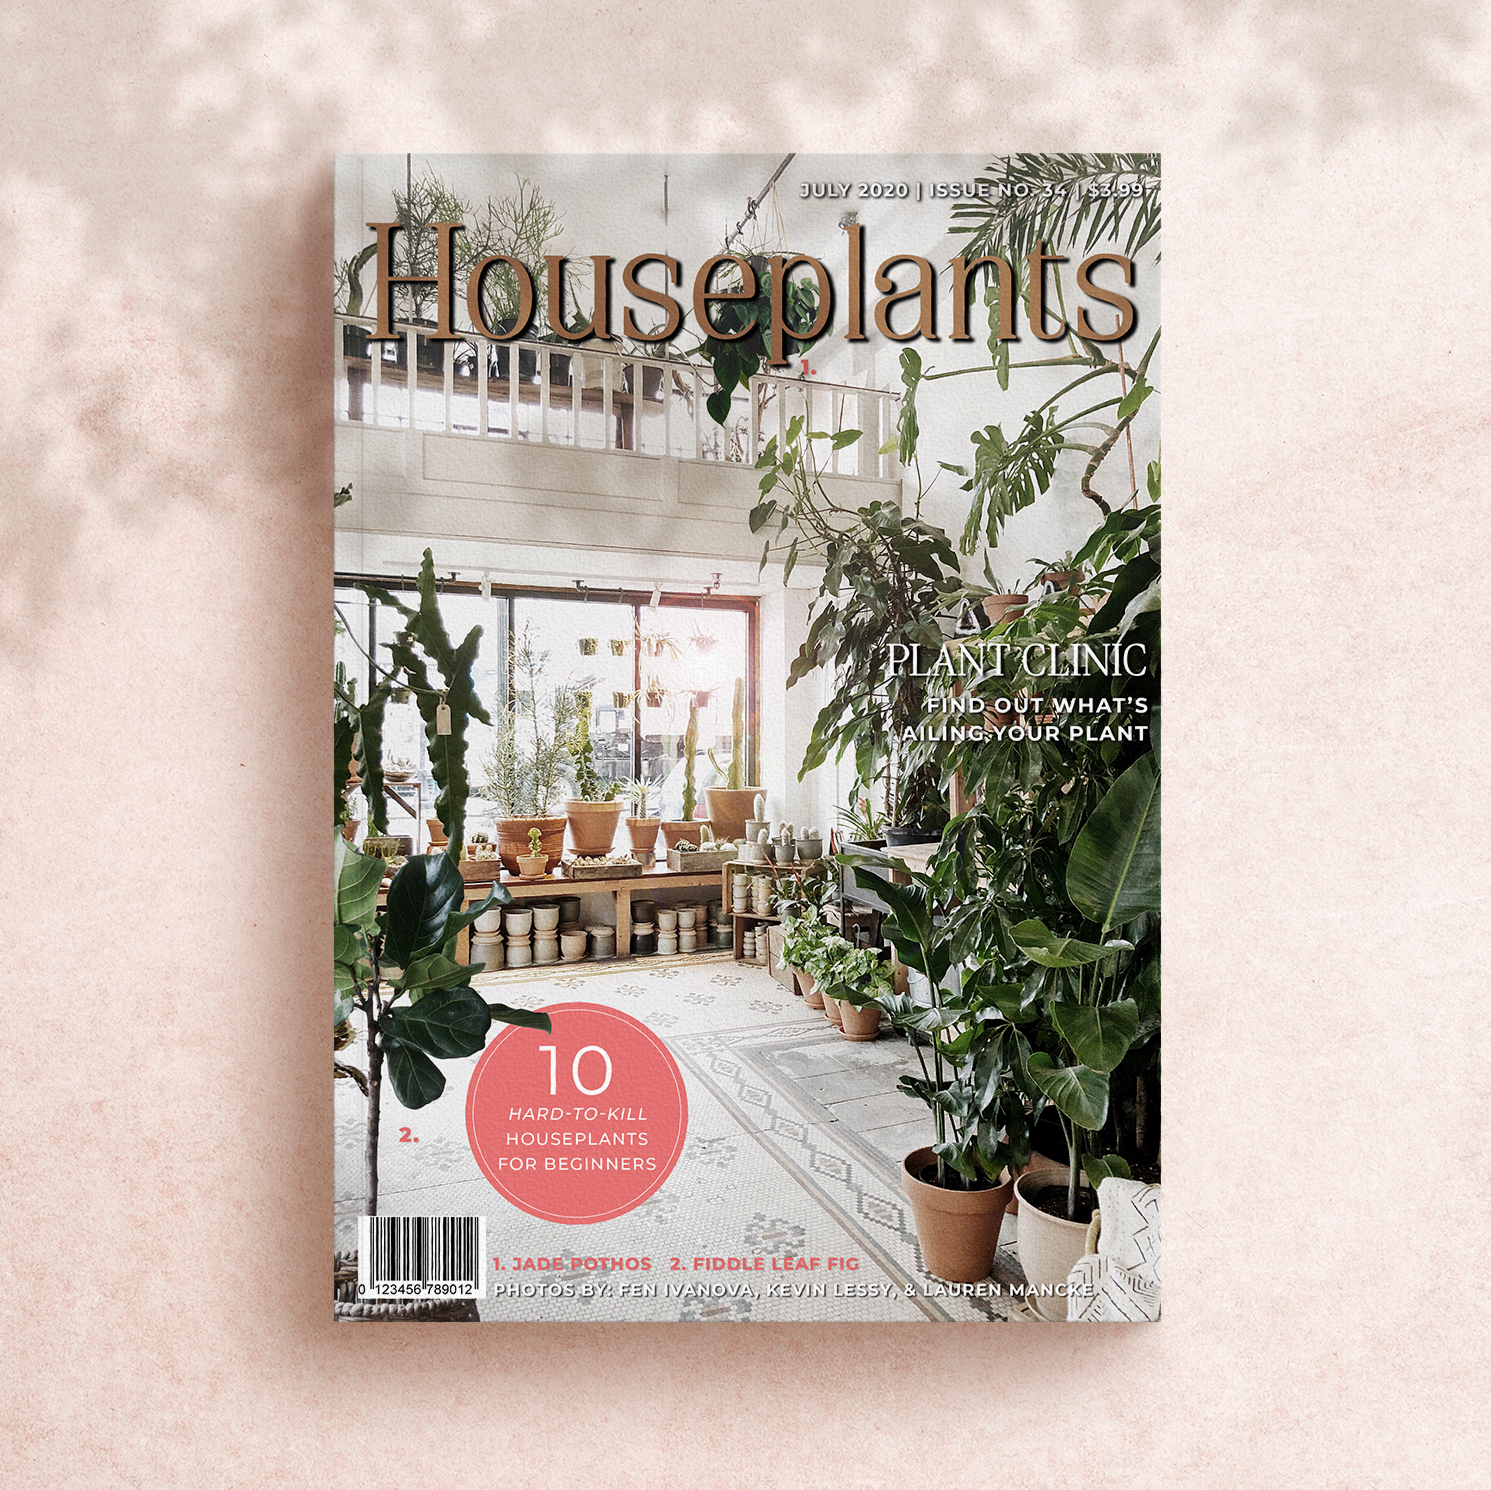 JULY 2020 | ISSUE NO. 34 | $3.99
Houseplants
1.
PLANT CLINIC
FIND OUT WHAT'S
AILING YOUR PLANT
10
HARD-TO-KILL
HOUSEPLANTS
FOR BEGINNERS
2.
1. JADE POTHOS 2. FIDDLE LEAF FIG
PHOTOS BY: FEN IVANOVA, KEVIN LESSY, & LAUREN MANCKE
0 123456 789012